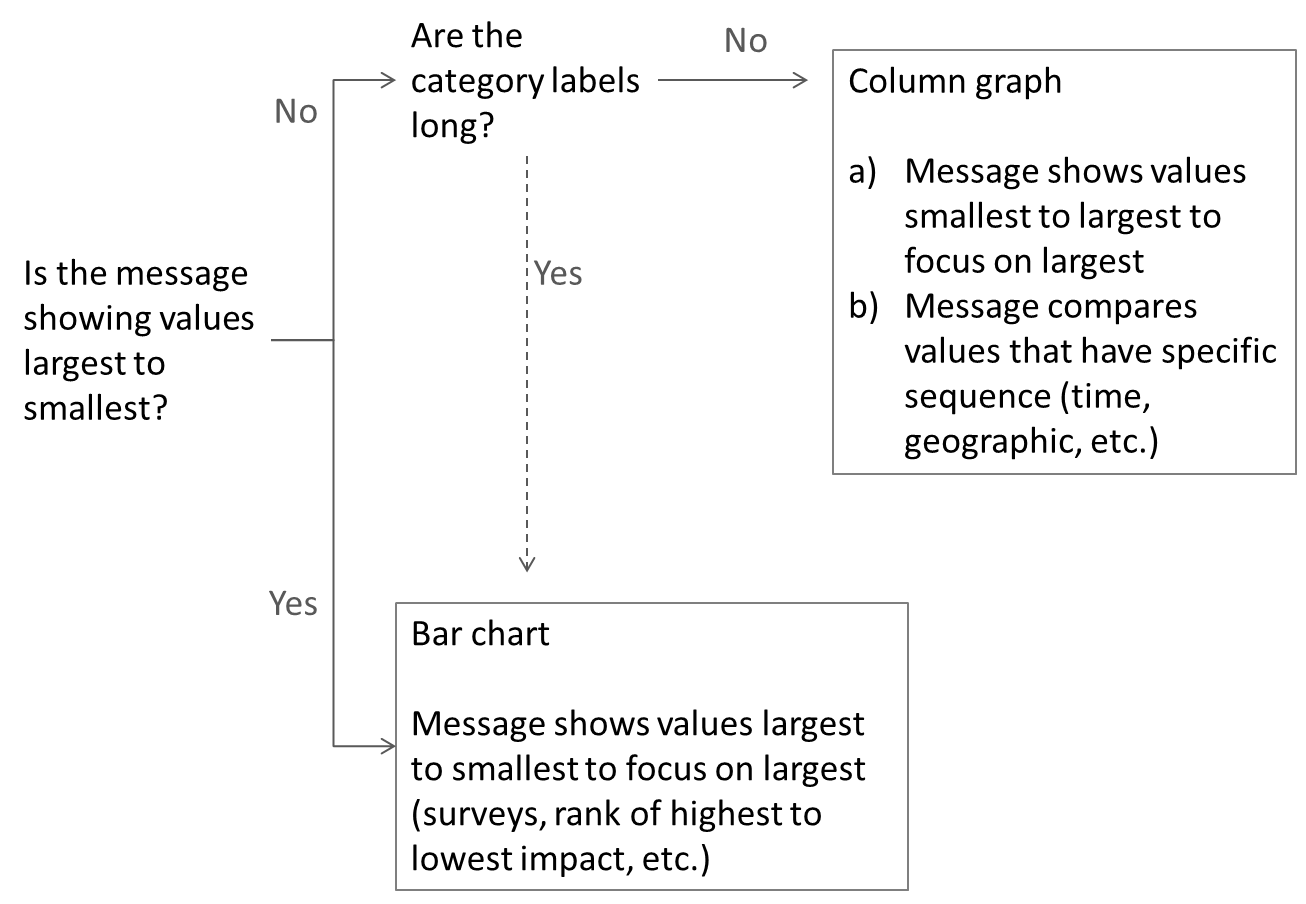 Is the message
showing values
largest to
smallest?
No
Are the
category labels
long?
No
Column graph
a) Message shows values
smallest to largest to
focus on largest
b) Message compares
values that have specific
sequence (time,
geographic, etc.)
Yes
Yes
Bar chart
Message shows values largest
to smallest to focus on largest
(surveys, rank of highest to
lowest impact, etc.)